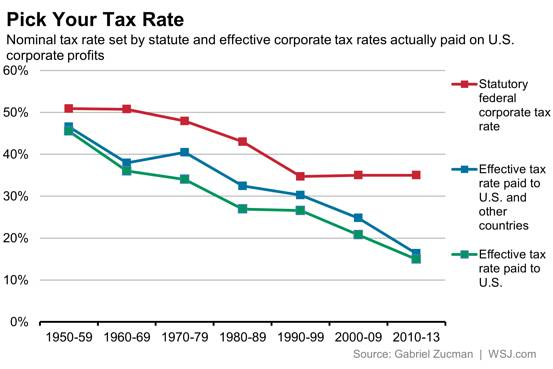 Pick Your Tax Rate
Nominal tax rate set by statute and effective corporate tax rates actually paid on U.S.
corporate profits
60%
50%
40%
30%
20%
10%
0%
1950-59 1960-69 1970-79 1980-89 1990-99 2000-09 2010-13
Statutory
federal
corporate tax
rate
Effective tax
rate paid to
U.S. and
other
countries
Effective tax
rate paid to
U.S.
Source: Gabriel Zucman | WSJ.com